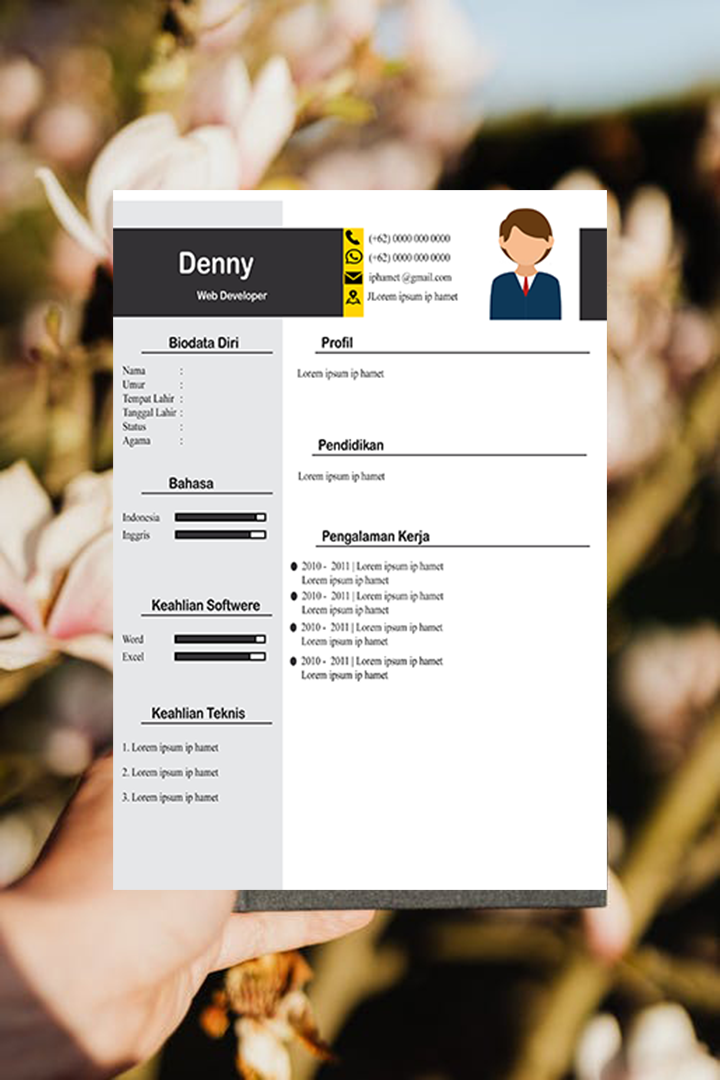 Denny
Web Developer
(+62) 0000 000 0000
(+62) 0000 000 0000
iphamet @gmail.com
JLorem ipsum ip hamet
Biodata Diri
Nama :
Umur :
Tempat Lahir :
Tanggal Lahir :
Status :
Agama :
Bahasa
Indonesia
Inggris
Keahlian Softwere
Word
Excel
Keahlian Teknis
1. Lorem ipsum ip hamet
2. Lorem ipsum ip hamet
3. Lorem ipsum ip hamet
Profil
Lorem ipsum ip hamet
Pendidikan
Lorem ipsum ip hamet
Pengalaman Kerja
2010 - 2011 | Lorem ipsum ip hamet
Lorem ipsum ip hamet
2010 - 2011 | Lorem ipsum ip hamet
Lorem ipsum ip hamet
2010 - 2011 | Lorem ipsum ip hamet
Lorem ipsum ip hamet
2010 - 2011 | Lorem ipsum ip hamet
Lorem ipsum ip hamet